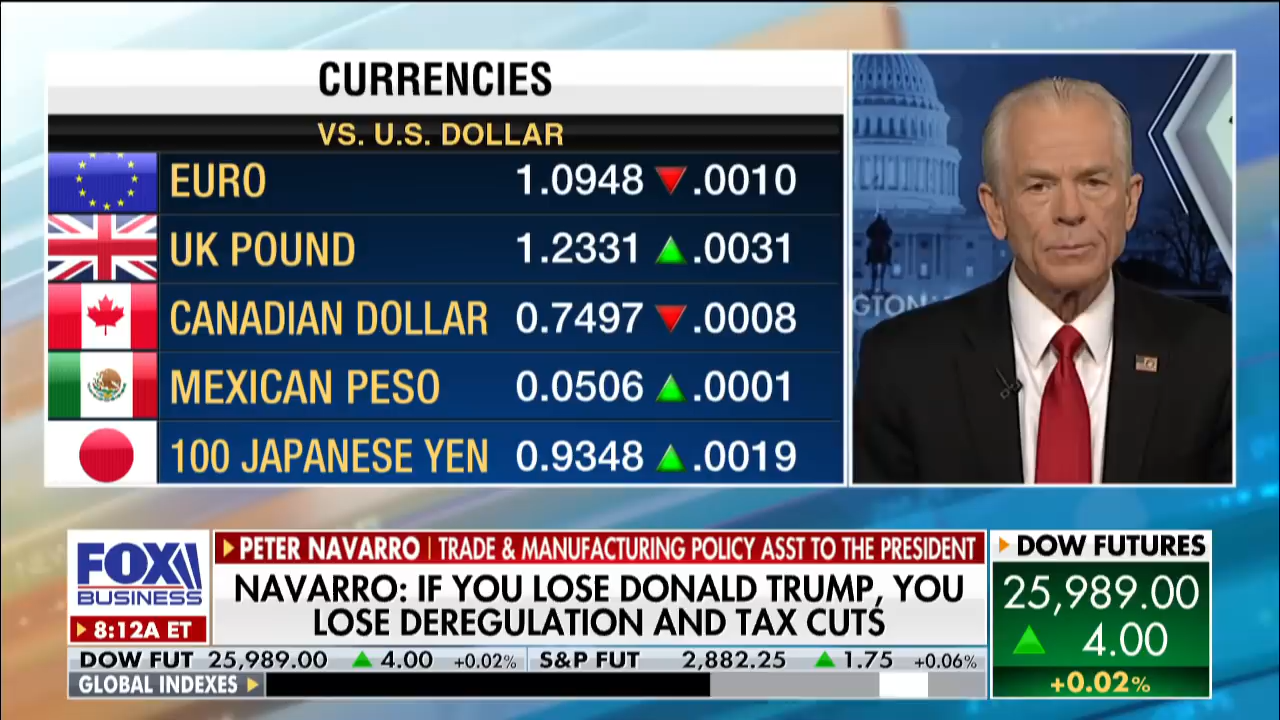 CURRENCIES
VS. U.S. DOLLAR
EURO 1.0948 ▼ .0010
UK POUND 1.2331 ▲ .0031
CANADIAN DOLLAR 0.7497 ▼ .0008
MEXICAN PESO 0.0506 ▲ .0001
100 JAPANESE YEN 0.9348 ▲ .0019
GTON
FOX
BUSINESS
8:12A ET
PETER NAVARRO | TRADE & MANUFACTURING POLICY ASST TO THE PRESIDENT
NAVARRO: IF YOU LOSE DONALD TRUMP, YOU
LOSE DEREGULATION AND TAX CUTS
DOW FUTURES
25,989.00
▲ 4.00
+0.02%
DOW FUT 25,989.00 ▲ 4.00 +0.02% S&P FUT 2,882.25 ▲ 1.75 +0.06%
GLOBAL INDEXES